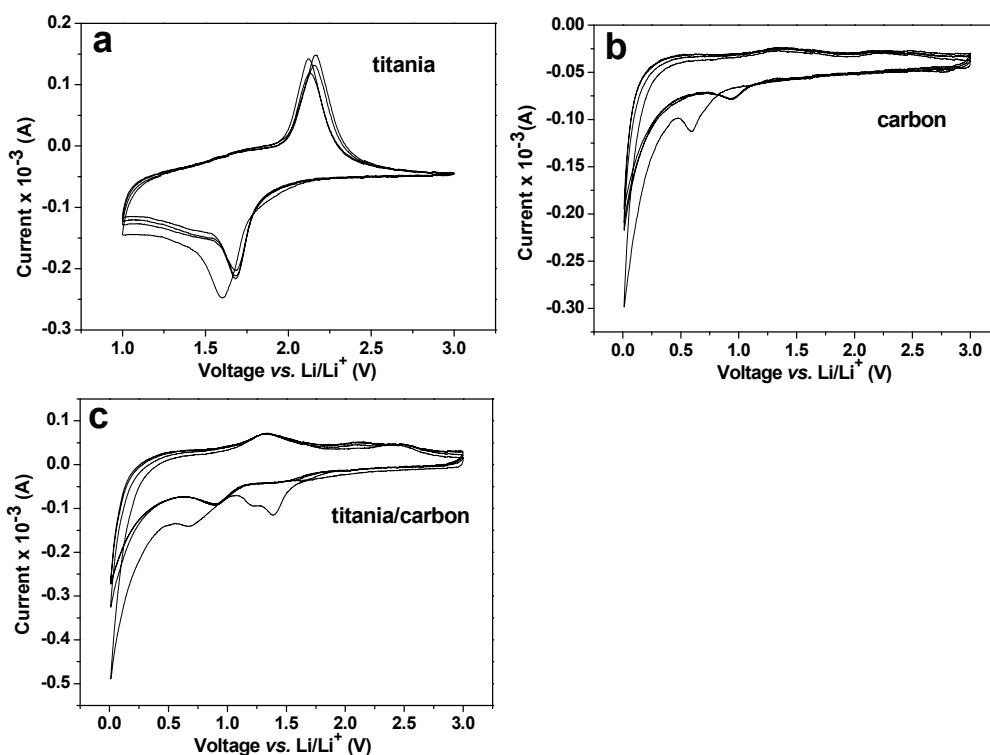 a
titania
0.2
0.1
0.0
-0.1
-0.2
-0.3
Current x 10⁻³ (A)
1.0 1.5 2.0 2.5 3.0
Voltage vs. Li/Li⁺ (V)
b
carbon
0.00
-0.05
-0.10
-0.15
-0.20
-0.25
-0.30
Current x 10⁻³(A)
0.0 0.5 1.0 1.5 2.0 2.5 3.0
Voltage vs. Li/Li⁺ (V)
c
titania/carbon
0.1
0.0
-0.1
-0.2
-0.3
-0.4
-0.5
Current x 10⁻³ (A)
0.0 0.5 1.0 1.5 2.0 2.5 3.0
Voltage vs. Li/Li⁺ (V)